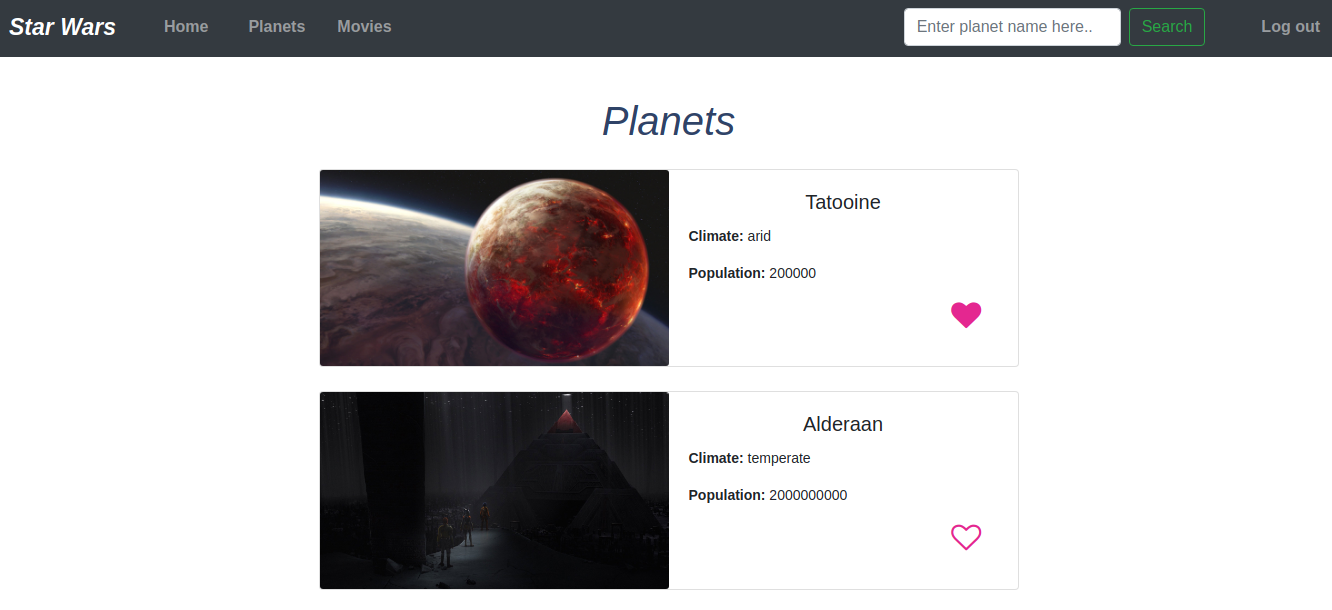 Star Wars Home Planets Movies Enter planet name here.. Search Log out
Planets
Tatooine
Climate: arid
Population: 200000
Alderaan
Climate: temperate
Population: 2000000000